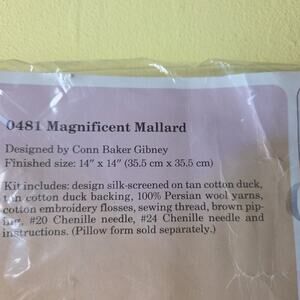 0481 Magnificent Mallard
Designed by Conn Baker Gibney
Finished size: 14" x 14" (35.5 cm x 35.5 cm)
Kit includes: design silk-screened on tan cotton duck,
tan cotton duck backing, 100% Persian wool yarns,
cotton embroidery flosses, sewing thread, brown pip-
ing, #20 Chenille needle, #24 Chenille needle and
instructions. (Pillow form sold separately.)